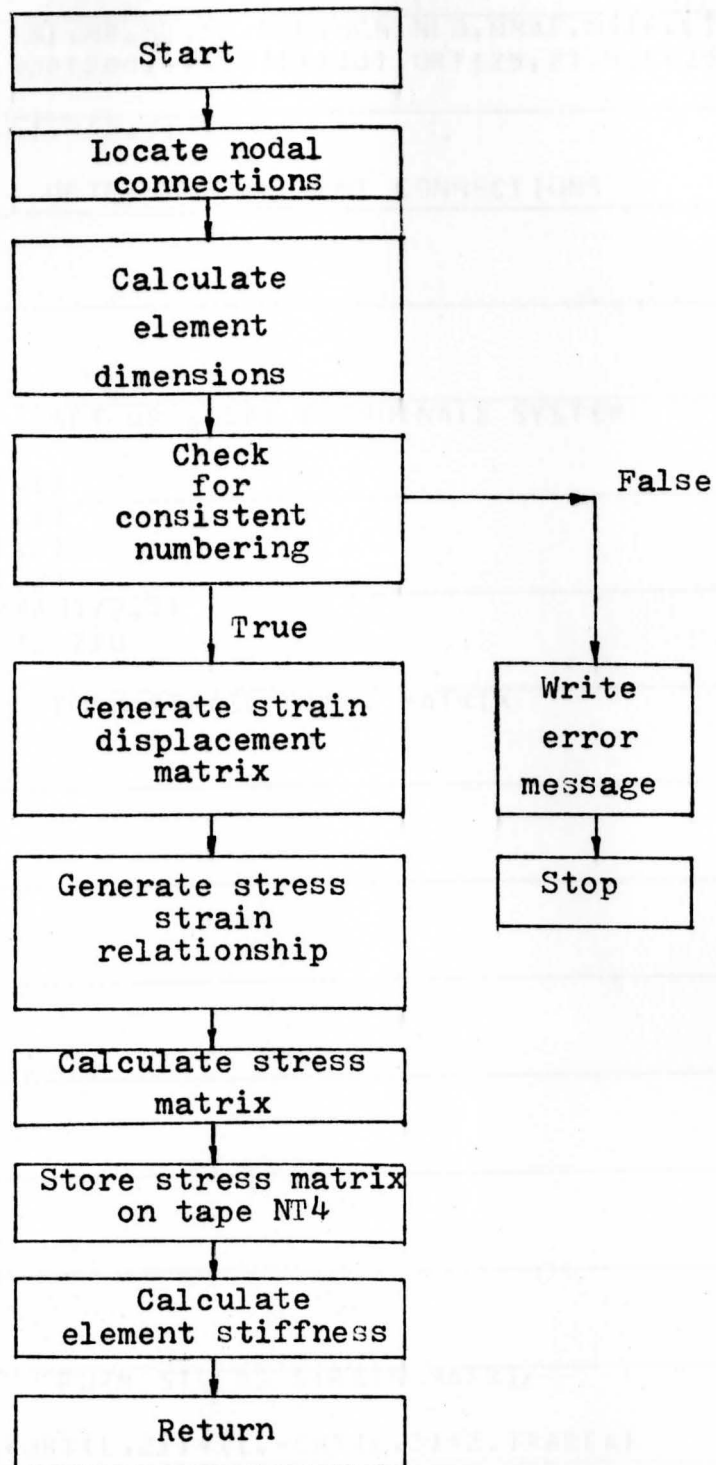 Start
Locate nodal
connections
Calculate
element
dimensions
Check
for
consistent
numbering
False
True
Generate strain
displacement
matrix
Write
error
message
Generate stress
strain
relationship
Stop
Calculate stress
matrix
Store stress matrix
on tape NT4
Calculate
element stiffness
Return